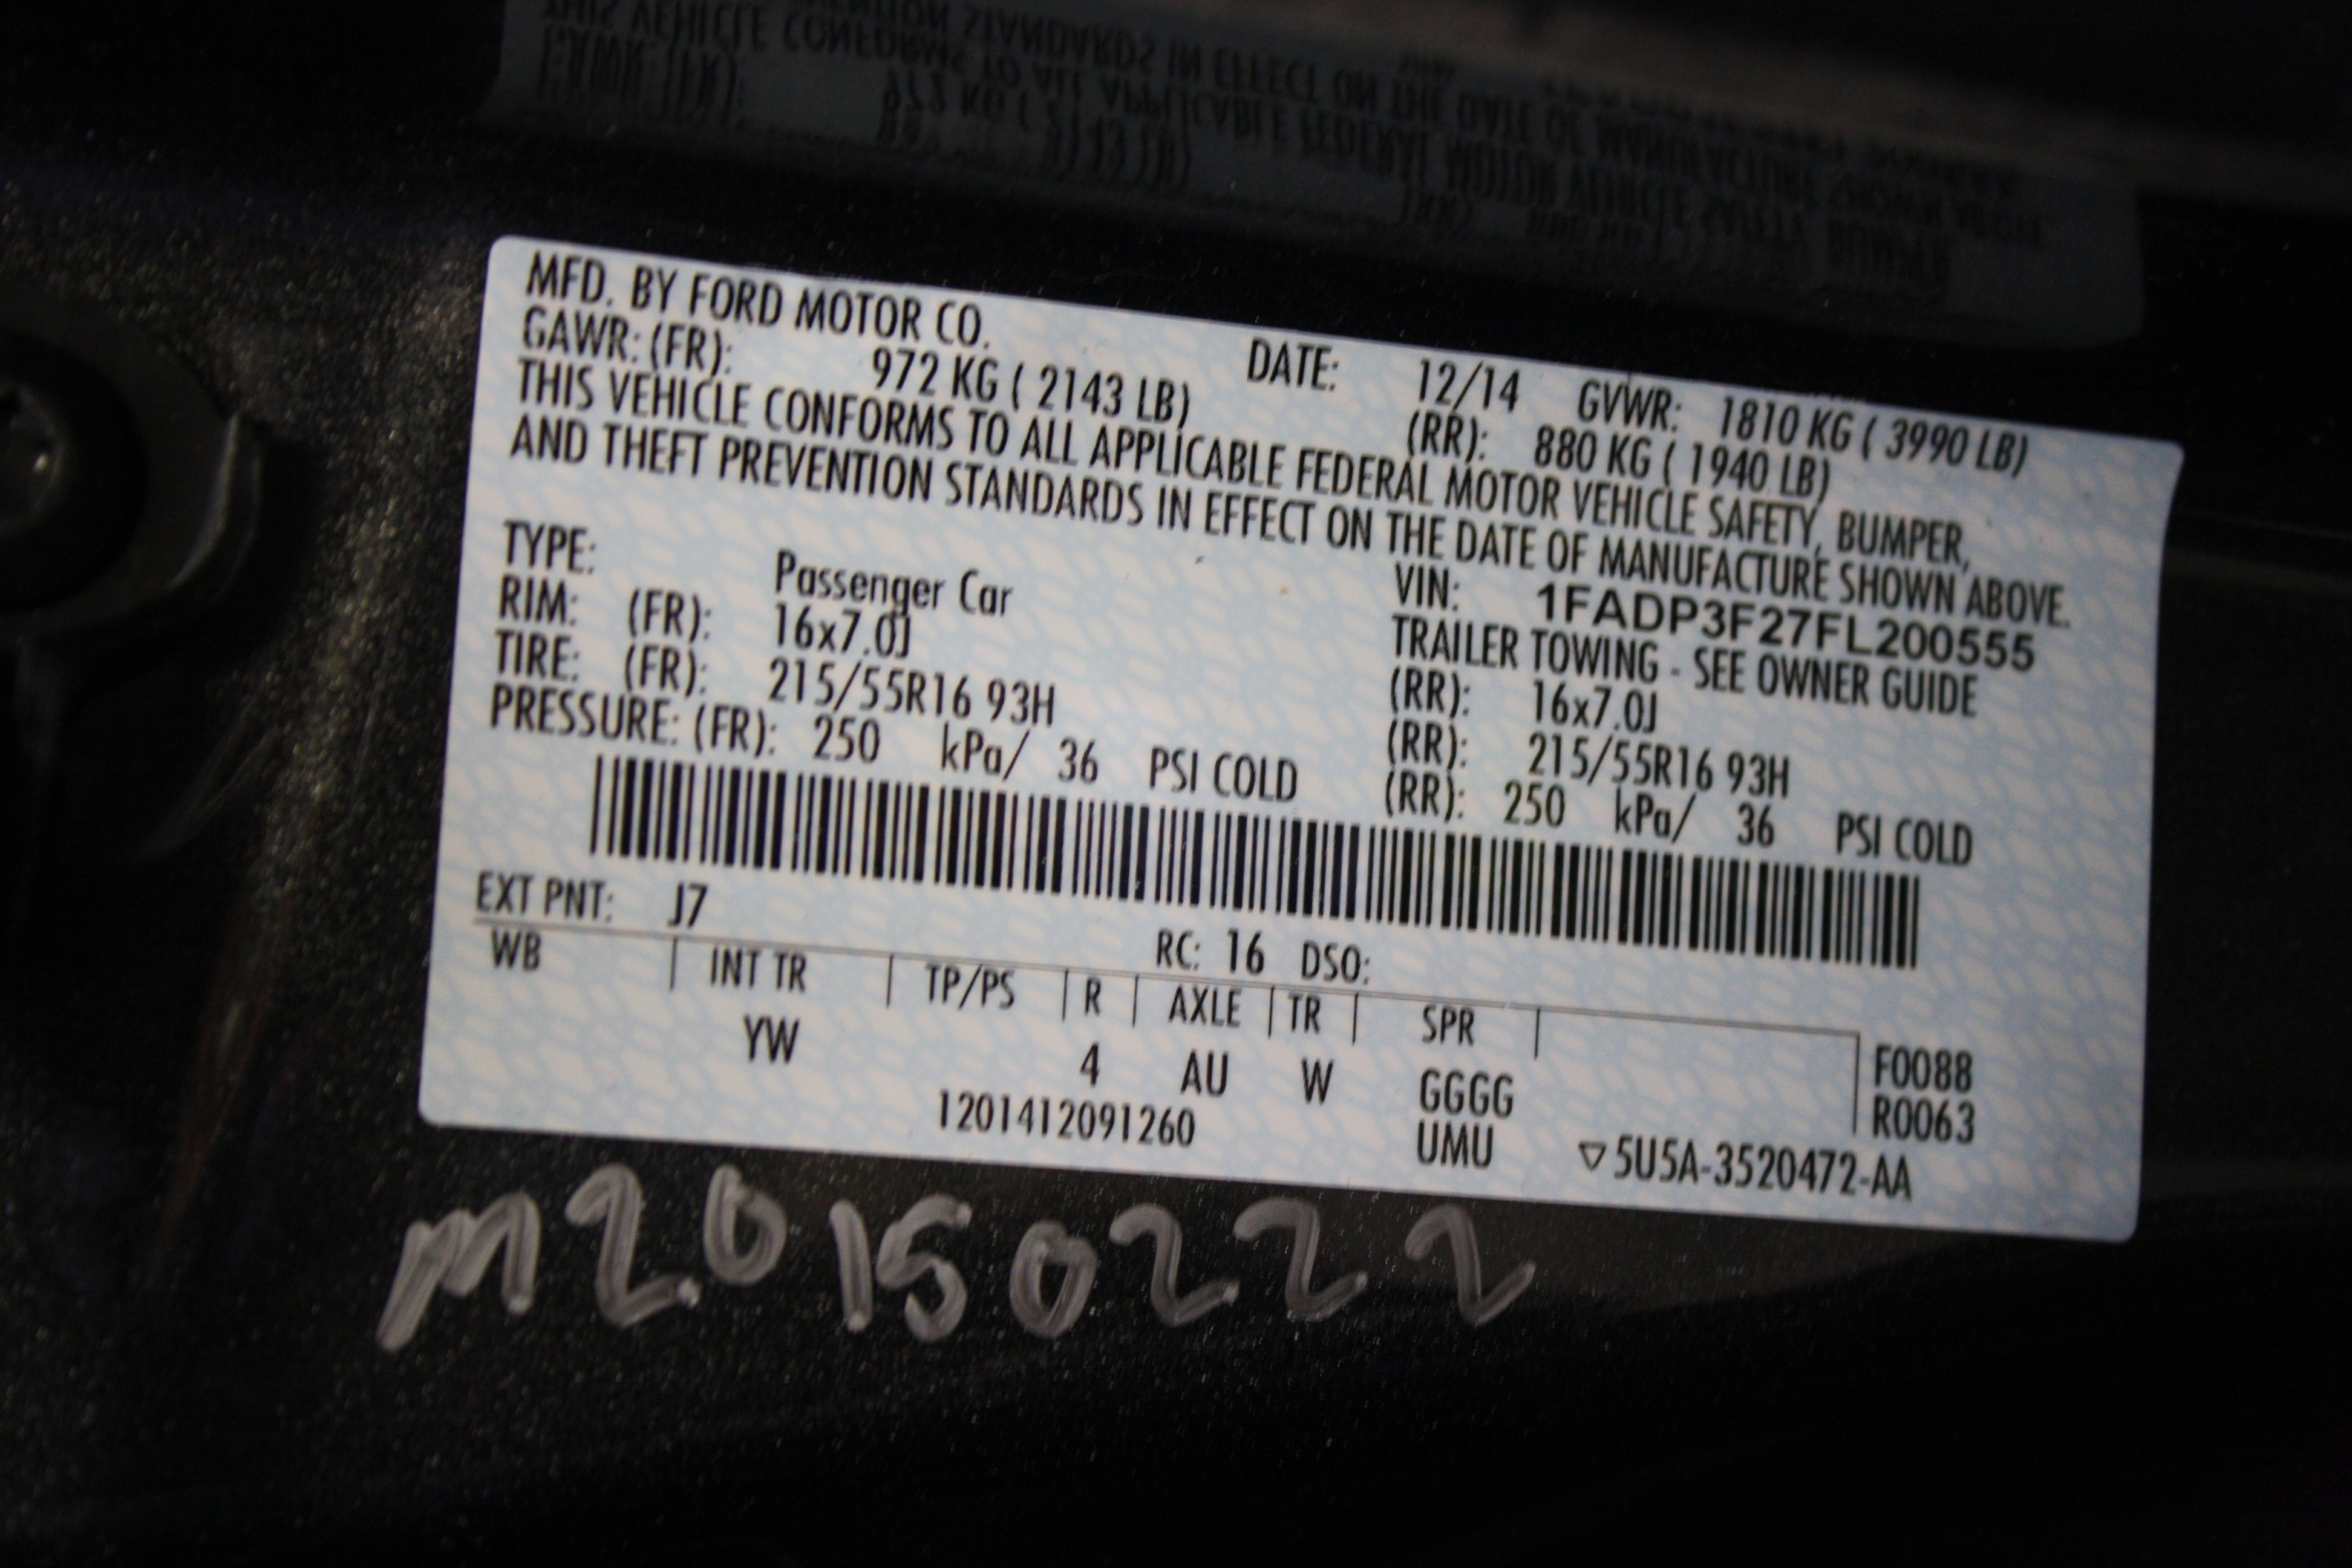 MFD. BY FORD MOTOR CO. DATE: 12/14 GVWR: 1810 KG ( 3990 LB)
GAWR: (FR): 972 KG ( 2143 LB) (RR): 880 KG ( 1940 LB)
THIS VEHICLE CONFORMS TO ALL APPLICABLE FEDERAL MOTOR VEHICLE SAFETY, BUMPER,
AND THEFT PREVENTION STANDARDS IN EFFECT ON THE DATE OF MANUFACTURE SHOWN ABOVE.
VIN: 1FADP3F27FL200555
TYPE: Passenger Car TRAILER TOWING - SEE OWNER GUIDE
RIM: (FR): 16x7.0J (RR): 16x7.0J
TIRE: (FR): 215/55R16 93H (RR): 215/55R16 93H
PRESSURE: (FR): 250 kPa/ 36 PSI COLD (RR): 250 kPa/ 36 PSI COLD
EXT PNT: J7 RC: 16 DSO:
WB INT TR TP/PS R AXLE TR SPR
YW 4 AU W GGGG F0088
1201412091260 UMU R0063
▽5U5A-3520472-AA
M20150222